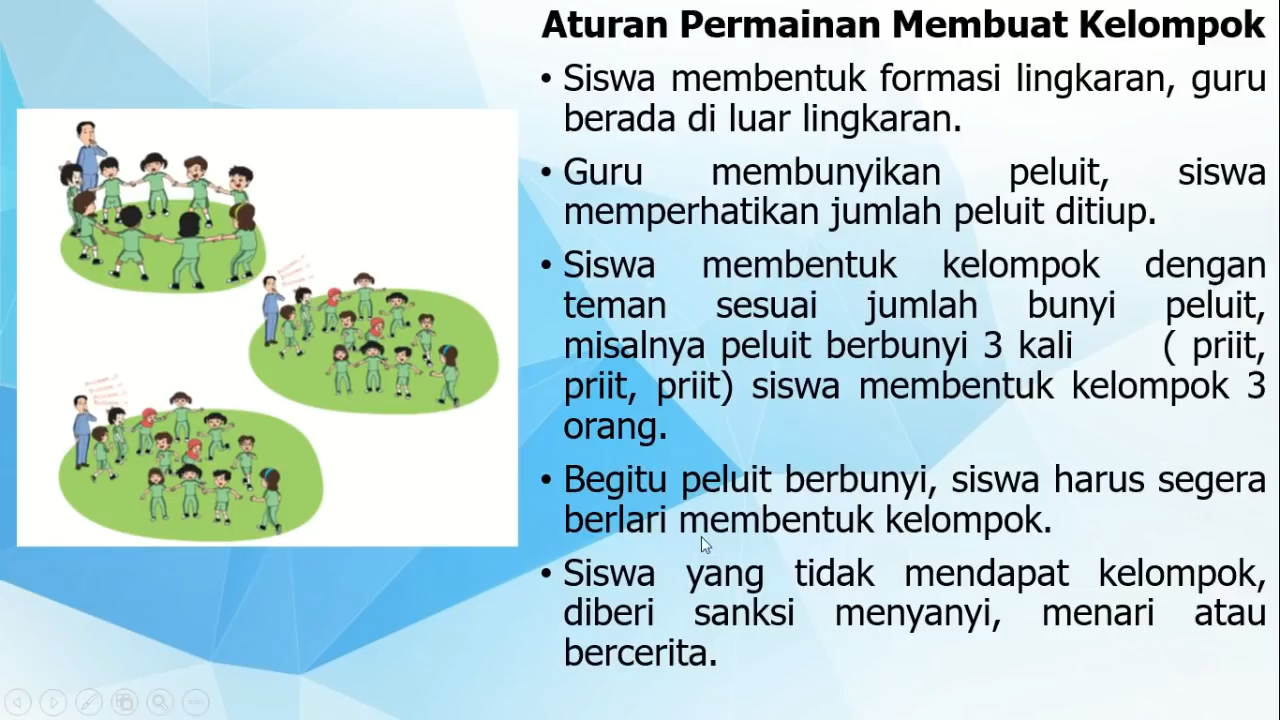 Aturan Permainan Membuat Kelompok
• Siswa membentuk formasi lingkaran, guru
berada di luar lingkaran.
• Guru membunyikan peluit, siswa
memperhatikan jumlah peluit ditiup.
• Siswa membentuk kelompok dengan
teman sesuai jumlah bunyi peluit,
misalnya peluit berbunyi 3 kali ( priit,
priit, priit) siswa membentuk kelompok 3
orang.
• Begitu peluit berbunyi, siswa harus segera
berlari membentuk kelompok.
• Siswa yang tidak mendapat kelompok,
diberi sanksi menyanyi, menari atau
bercerita.